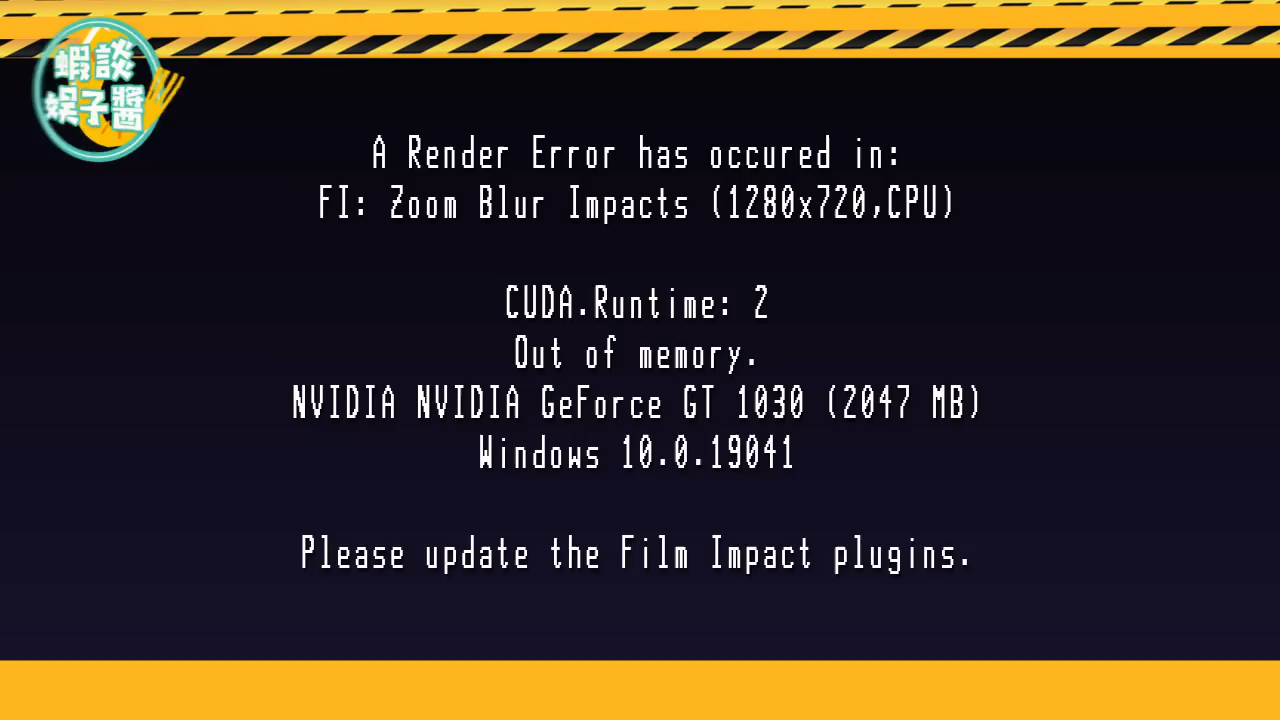 蝦談
娛子醬
A Render Error has occured in:
FI: Zoom Blur Impacts (1280x720,CPU)
CUDA.Runtime: 2
Out of memory.
NVIDIA NVIDIA GeForce GT 1030 (2047 MB)
Windows 10.0.19041
Please update the Film Impact plugins.